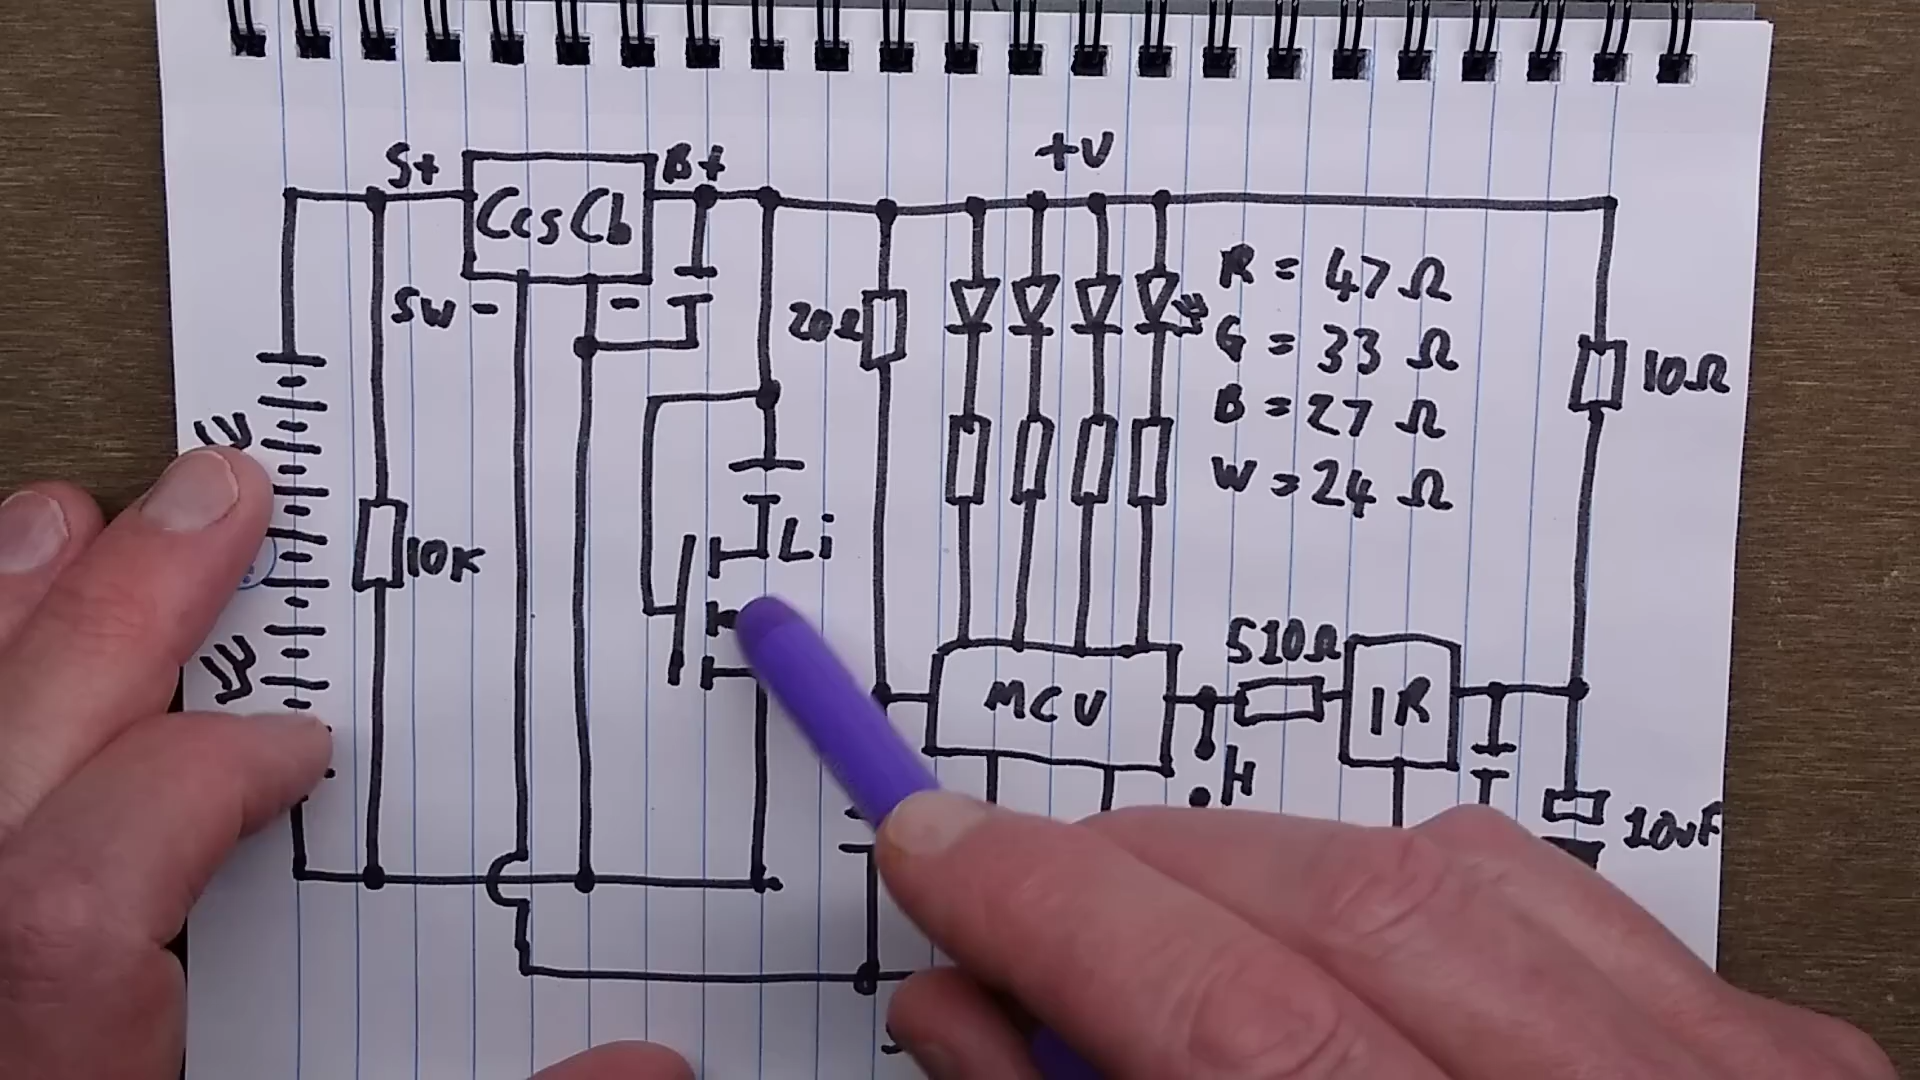 +V
S+
B+
CcsCb
SW -
-
20Ω
R = 47 Ω
G = 33 Ω
B = 27 Ω
W = 24 Ω
10Ω
10K
Li
MCU
510Ω
IR
H
10uF